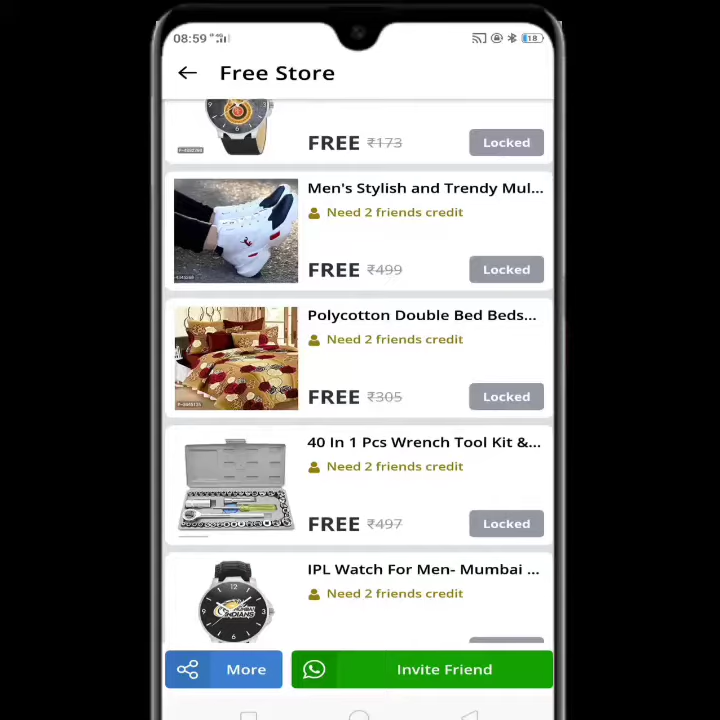 08:59
18
Free Store
FREE ₹173 Locked
Men's Stylish and Trendy Mul...
Need 2 friends credit
FREE ₹499 Locked
Polycotton Double Bed Beds...
Need 2 friends credit
FREE ₹305 Locked
40 In 1 Pcs Wrench Tool Kit &...
Need 2 friends credit
FREE ₹497 Locked
IPL Watch For Men- Mumbai ...
Need 2 friends credit
More
Invite Friend